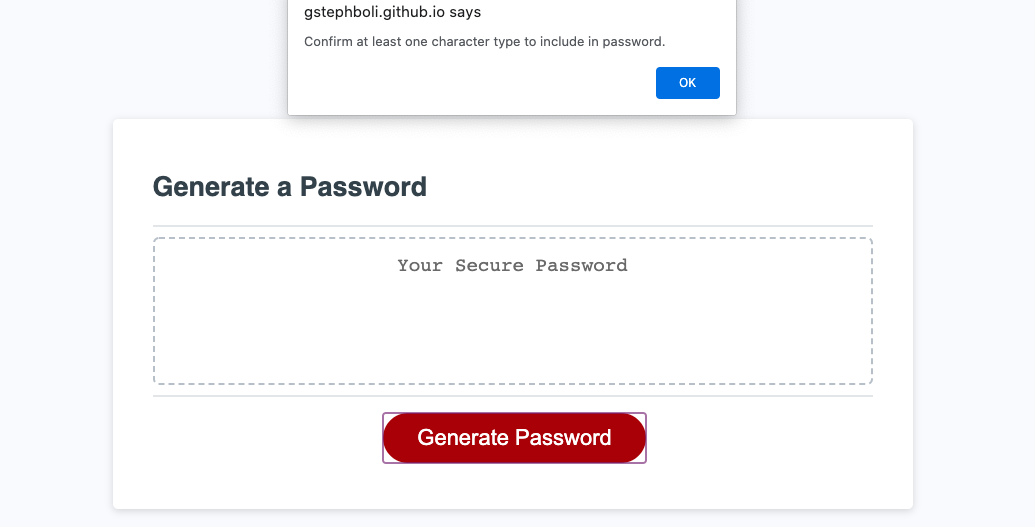 gstephboli.github.io says
Confirm at least one character type to include in password.
OK
Generate a Password
Your Secure Password
Generate Password